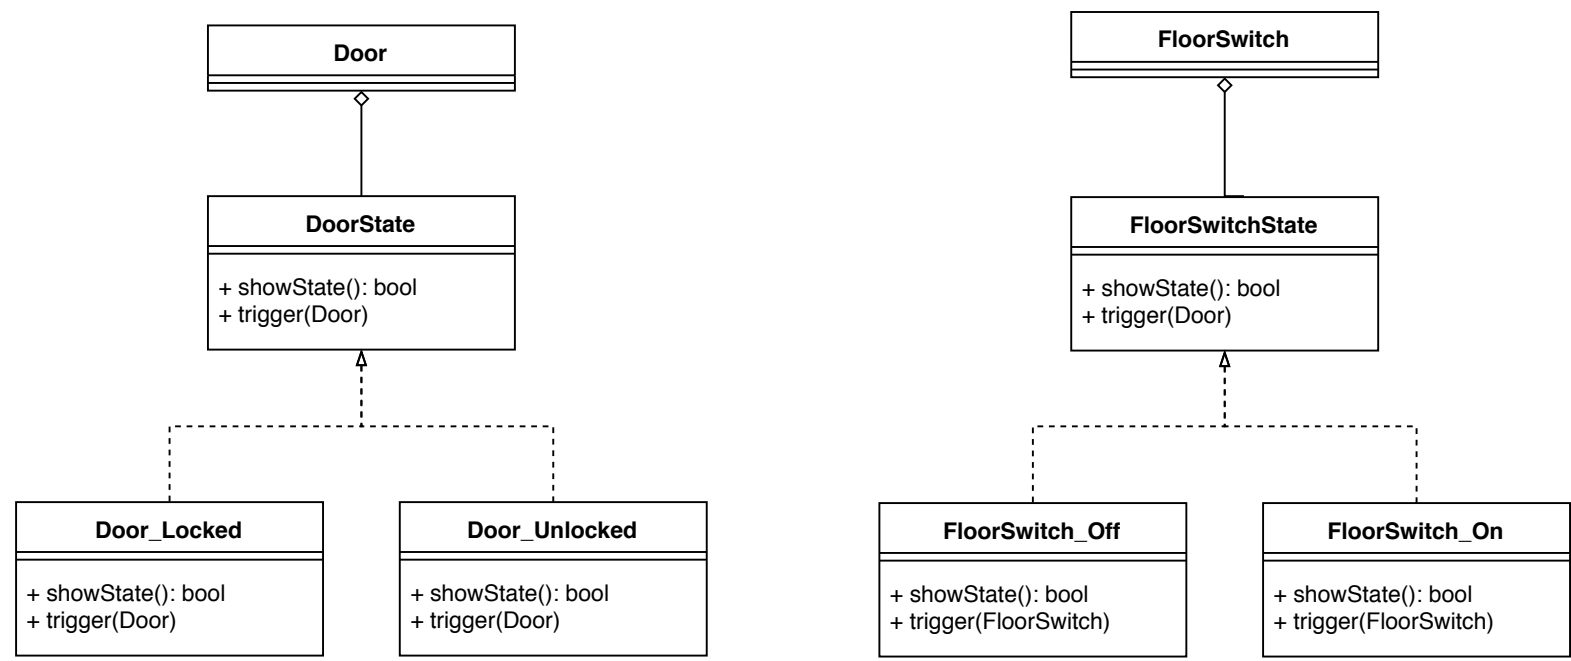 Door
FloorSwitch
DoorState
+ showState(): bool
+ trigger(Door)
FloorSwitchState
+ showState(): bool
+ trigger(Door)
Door_Locked
+ showState(): bool
+ trigger(Door)
Door_Unlocked
+ showState(): bool
+ trigger(Door)
FloorSwitch_Off
+ showState(): bool
+ trigger(FloorSwitch)
FloorSwitch_On
+ showState(): bool
+ trigger(FloorSwitch)